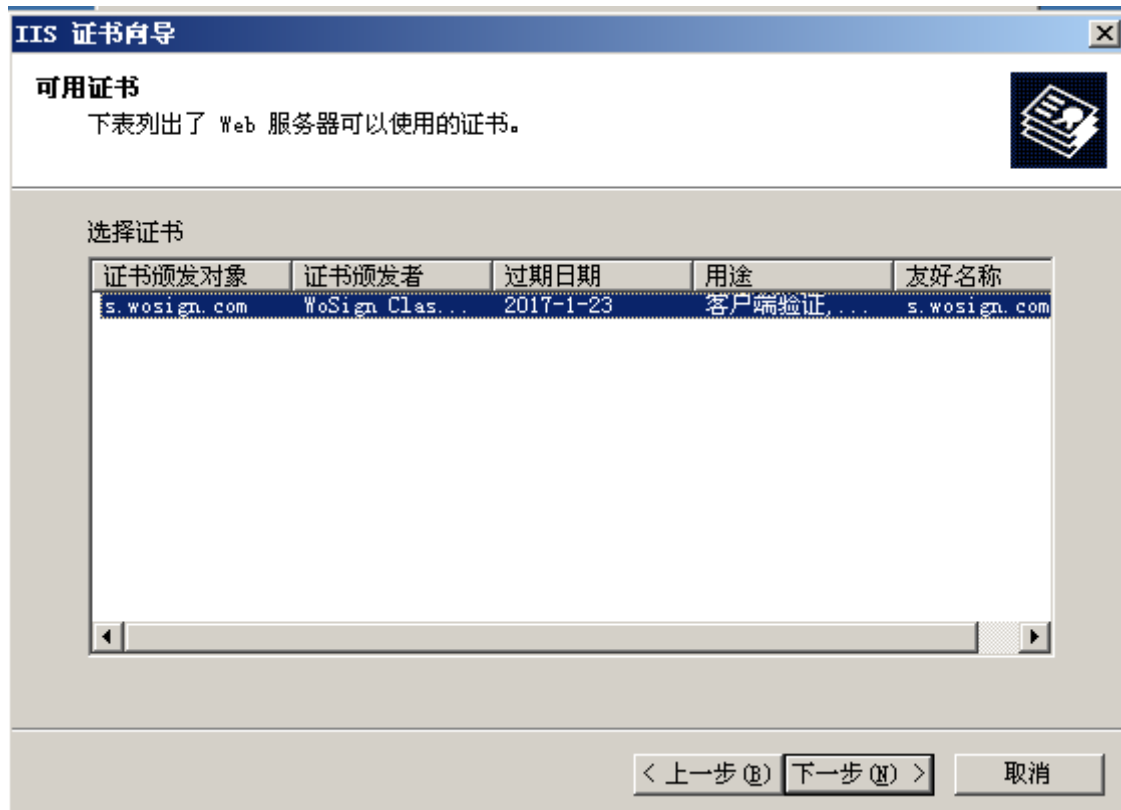 IIS 证书向导
可用证书
下表列出了 Web 服务器可以使用的证书。
选择证书
证书颁发对象 证书颁发者 过期日期 用途 友好名称
s.wosign.com WoSign Clas... 2017-1-23 客户端验证,... s.wosign.com
< 上一步(B) 下一步(N) > 取消